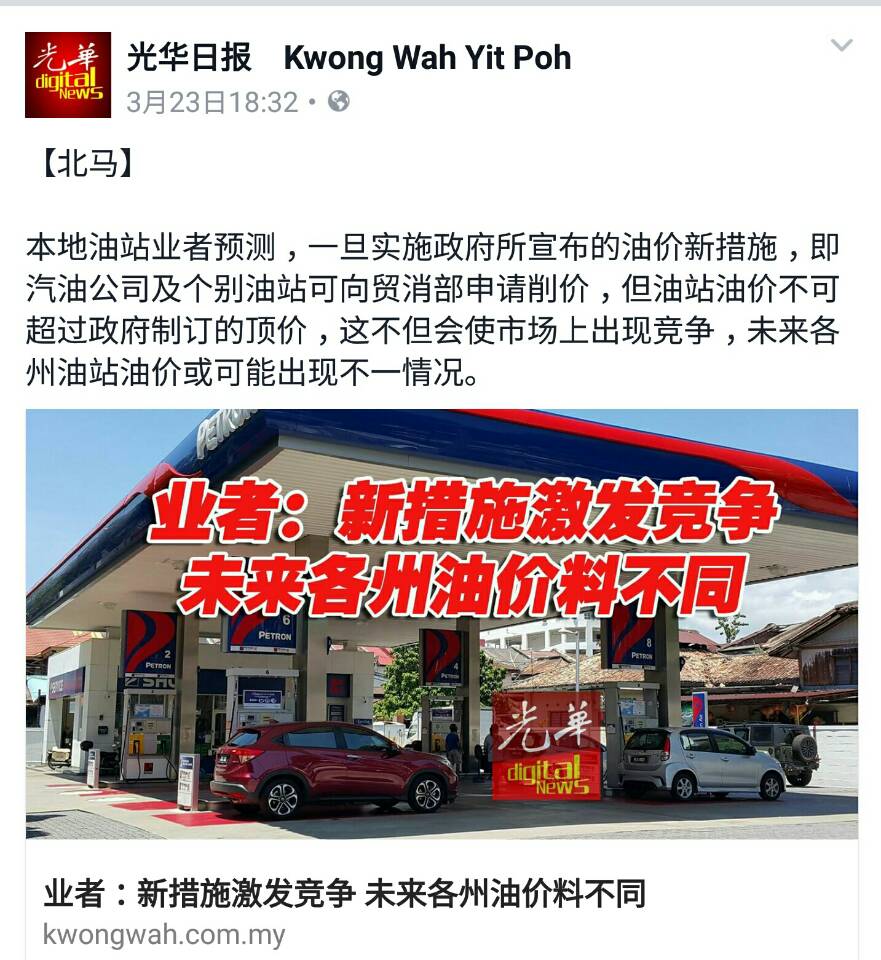 光華
digital
News
光华日报 Kwong Wah Yit Poh
3月23日18:32
【北马】
本地油站业者预测，一旦实施政府所宣布的油价新措施，即
汽油公司及个别油站可向贸消部申请削价，但油站油价不可
超过政府制订的顶价，这不但会使市场上出现竞争，未来各
州油站油价或可能出现不一情况。
PETRON
业者：新措施激发竞争
未来各州油价料不同
2
PETRON
6
PETRON
4
PETRON
8
PETRON
光華
digital
News
业者：新措施激发竞争 未来各州油价料不同
kwongwah.com.my